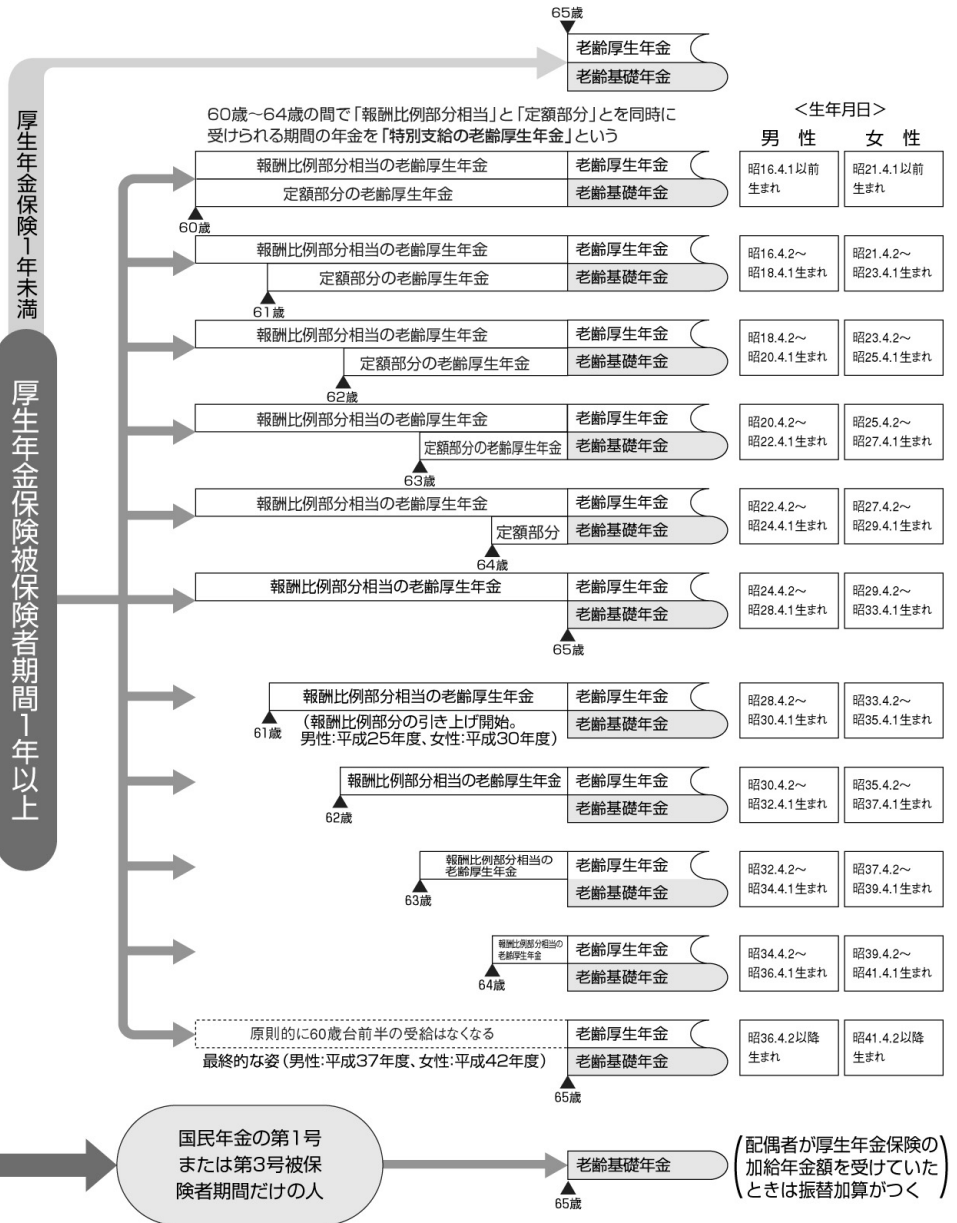 65歳
老齢厚生年金
老齢基礎年金
厚生年金保険1年未満
60歳～64歳の間で「報酬比例部分相当」と「定額部分」とを同時に
受けられる期間の年金を「特別支給の老齢厚生年金」という
<生年月日>
男 性
女 性
報酬比例部分相当の老齢厚生年金
老齢厚生年金
定額部分の老齢厚生年金
老齢基礎年金
60歳
昭16.4.1以前
生まれ
昭21.4.1以前
生まれ
報酬比例部分相当の老齢厚生年金
老齢厚生年金
定額部分の老齢厚生年金
老齢基礎年金
61歳
昭16.4.2～
昭18.4.1生まれ
昭21.4.2～
昭23.4.1生まれ
報酬比例部分相当の老齢厚生年金
老齢厚生年金
定額部分の老齢厚生年金
老齢基礎年金
62歳
昭18.4.2～
昭20.4.1生まれ
昭23.4.2～
昭25.4.1生まれ
厚生年金保険被保険者期間1年以上
報酬比例部分相当の老齢厚生年金
老齢厚生年金
定額部分の老齢厚生年金
老齢基礎年金
63歳
昭20.4.2～
昭22.4.1生まれ
昭25.4.2～
昭27.4.1生まれ
報酬比例部分相当の老齢厚生年金
老齢厚生年金
定額部分
老齢基礎年金
64歳
昭22.4.2～
昭24.4.1生まれ
昭27.4.2～
昭29.4.1生まれ
報酬比例部分相当の老齢厚生年金
老齢厚生年金
老齢基礎年金
65歳
昭24.4.2～
昭28.4.1生まれ
昭29.4.2～
昭33.4.1生まれ
報酬比例部分相当の老齢厚生年金
老齢厚生年金
61歳
(報酬比例部分の引き上げ開始。
男性:平成25年度、女性:平成30年度)
老齢基礎年金
昭28.4.2～
昭30.4.1生まれ
昭33.4.2～
昭35.4.1生まれ
報酬比例部分相当の老齢厚生年金
老齢厚生年金
老齢基礎年金
62歳
昭30.4.2～
昭32.4.1生まれ
昭35.4.2～
昭37.4.1生まれ
報酬比例部分相当の
老齢厚生年金
老齢厚生年金
老齢基礎年金
63歳
昭32.4.2～
昭34.4.1生まれ
昭37.4.2～
昭39.4.1生まれ
報酬比例部分相当の
老齢厚生年金
老齢厚生年金
老齢基礎年金
64歳
昭34.4.2～
昭36.4.1生まれ
昭39.4.2～
昭41.4.1生まれ
原則的に60歳台前半の受給はなくなる
老齢厚生年金
最終的な姿(男性:平成37年度、女性:平成42年度)
老齢基礎年金
65歳
昭36.4.2以降
生まれ
昭41.4.2以降
生まれ
国民年金の第1号
または第3号被保
険者期間だけの人
老齢基礎年金
65歳
(配偶者が厚生年金保険の
加給年金額を受けていた
ときは振替加算がつく)